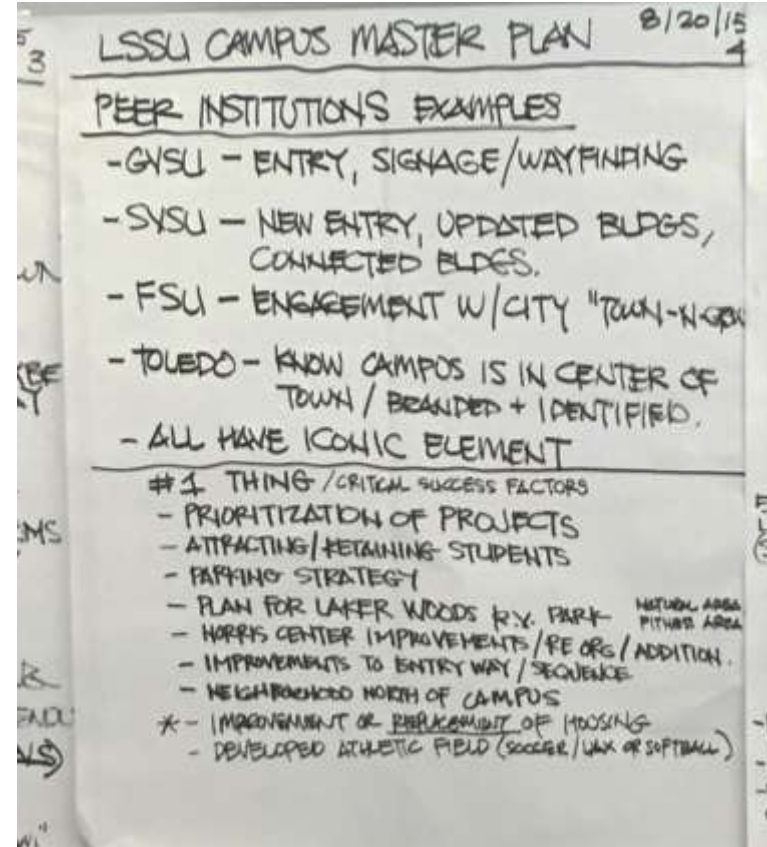 LSSU CAMPUS MASTER PLAN 8/20/15
4
PEER INSTITUTIONS EXAMPLES
- GVSU - ENTRY, SIGNAGE/WAYFINDING
- SVSU - NEW ENTRY, UPDATED BLDGS,
CONNECTED BLDGS.
- FSU - ENGAGEMENT W/CITY "TOWN-N-GOWN
- TOLEDO - KNOW CAMPUS IS IN CENTER OF
TOWN / BRANDED + IDENTIFIED.
- ALL HAVE ICONIC ELEMENT
#1 THING / CRITICAL SUCCESS FACTORS
- PRIORITIZATION OF PROJECTS
- ATTRACTING/RETAINING STUDENTS
- PARKING STRATEGY
- PLAN FOR LAKER WOODS R.V. PARK NATURAL AREA
AREA
- NORRIS CENTER IMPROVEMENTS/RE ORG/ADDITION.
- IMPROVEMENTS TO ENTRY WAY/SEQUENCE
- NEIGHBORHOOD NORTH OF CAMPUS
* - IMPROVEMENT OR REPLACEMENT OF HOUSING
- DEVELOPED ATHLETIC FIELD (SOCCER/LAX OR SOFTBALL)